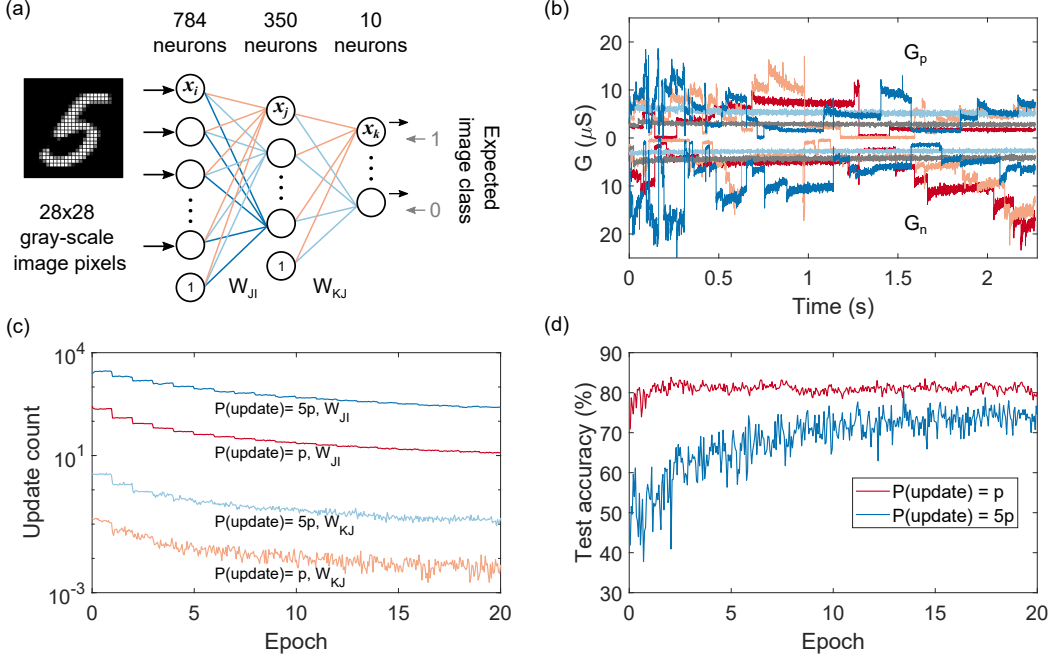 (a)
784
neurons
350
neurons
10
neurons
x_i
x_j
x_k
1
0
Expected
image class
28x28
gray-scale
image pixels
1
1
W_JI
W_KJ
(b)
G (μS)
20
10
0
10
20
G_p
G_n
0
0.5
1
1.5
2
Time (s)
(c)
Update count
10^4
10^1
10^-3
P(update)= 5p, W_JI
P(update)= p, W_JI
P(update)= 5p, W_KJ
P(update)= p, W_KJ
0
5
10
15
20
Epoch
(d)
Test accuracy (%)
90
80
70
60
50
40
30
P(update) = p
P(update) = 5p
0
5
10
15
20
Epoch